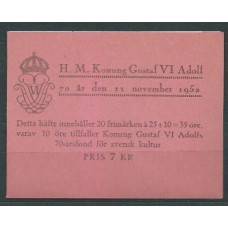 H. M. Konung Gustaf VI Adolf
70 år den 11 november 1952
Detta häfte innehåller 20 frimärken à 25+10=35 öre,
varav 10 öre tillfaller Konung Gustaf VI Adolfs
70-årsfond för svensk kultur
PRIS 7 KR